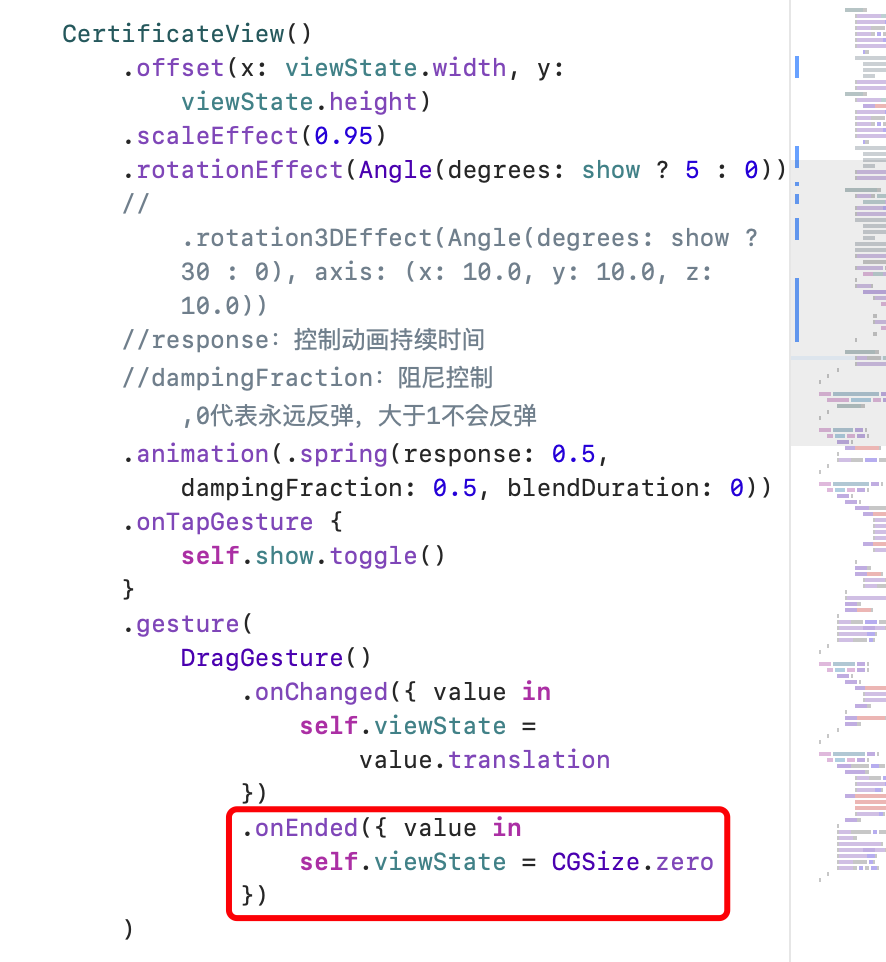 CertificateView()
.offset(x: viewState.width, y:
viewState.height)
.scaleEffect(0.95)
.rotationEffect(Angle(degrees: show ? 5 : 0))
//
.rotation3DEffect(Angle(degrees: show ?
30 : 0), axis: (x: 10.0, y: 10.0, z:
10.0))
//response：控制动画持续时间
//dampingFraction：阻尼控制
,0代表永远反弹，大于1不会反弹
.animation(.spring(response: 0.5,
dampingFraction: 0.5, blendDuration: 0))
.onTapGesture {
self.show.toggle()
}
.gesture(
DragGesture()
.onChanged({ value in
self.viewState =
value.translation
})
.onEnded({ value in
self.viewState = CGSize.zero
})
)